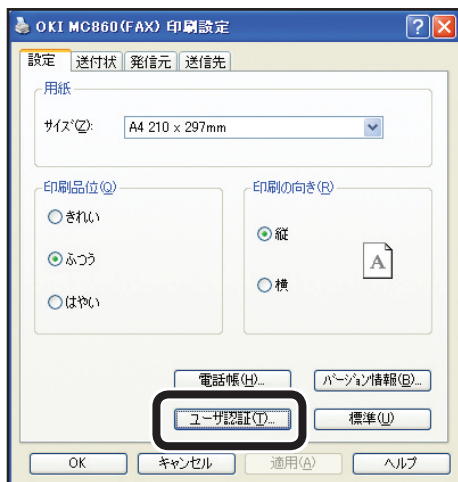 OKI MC860(FAX) 印刷設定
設定 送付状 発信元 送信先
用紙
サイズ(Z): A4 210 x 297mm
印刷品位(Q)
きれい
ふつう
はやい
印刷の向き(R)
縦
横
A
電話帳(H)... バージョン情報(B)...
ユーザ認証(T)... 標準(U)
OK キャンセル 適用(A) ヘルプ